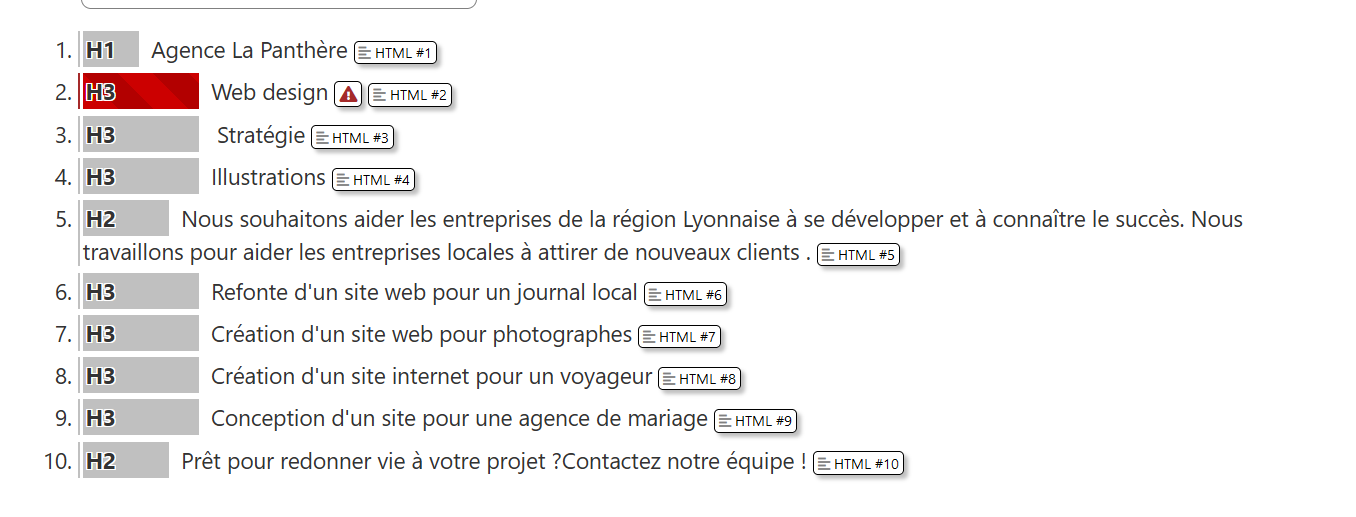 1. H1 Agence La Panthère HTML #1
2. H3 Web design HTML #2
3. H3 Stratégie HTML #3
4. H3 Illustrations HTML #4
5. H2 Nous souhaitons aider les entreprises de la région Lyonnaise à se développer et à connaître le succès. Nous
travaillons pour aider les entreprises locales à attirer de nouveaux clients . HTML #5
6. H3 Refonte d'un site web pour un journal local HTML #6
7. H3 Création d'un site web pour photographes HTML #7
8. H3 Création d'un site internet pour un voyageur HTML #8
9. H3 Conception d'un site pour une agence de mariage HTML #9
10. H2 Prêt pour redonner vie à votre projet ?Contactez notre équipe ! HTML #10